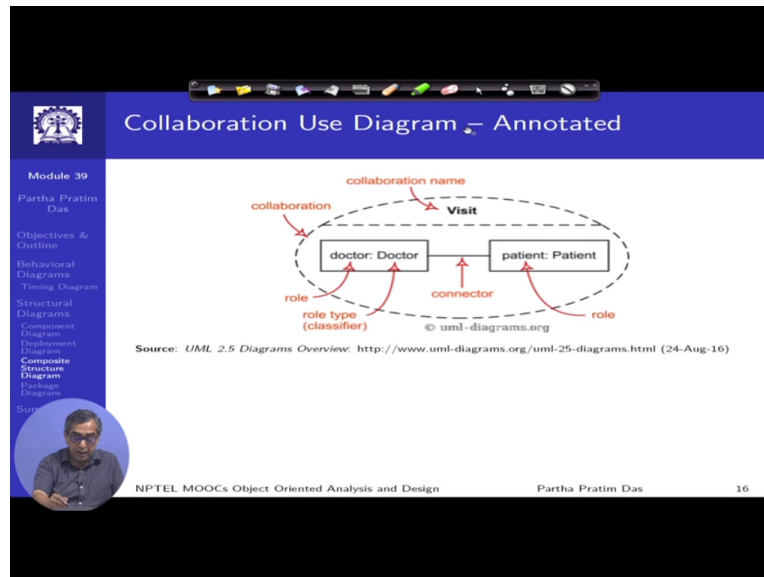 Collaboration Use Diagram – Annotated
Module 39
Partha Pratim
Das
Objectives &
Outline
Behavioral
Diagrams
Timing Diagram
Structural
Diagrams
Component
Diagram
Deployment
Diagram
Composite
Structure
Diagram
Package
Diagram
collaboration name
collaboration
Visit
doctor: Doctor
patient: Patient
role
role type
(classifier)
connector
role
© uml-diagrams.org
Source: UML 2.5 Diagrams Overview: http://www.uml-diagrams.org/uml-25-diagrams.html (24-Aug-16)
NPTEL MOOCs Object Oriented Analysis and Design
Partha Pratim Das
16